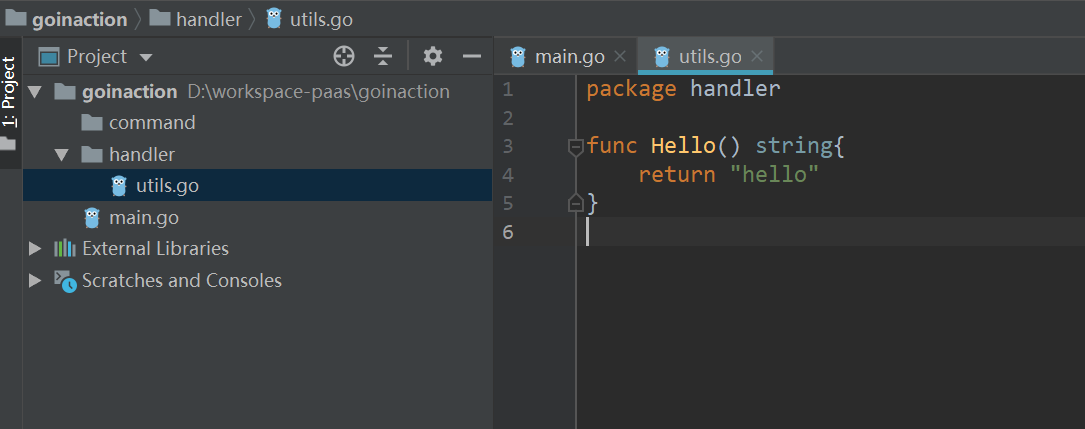 goinaction handler utils.go
1: Project
Project
goinaction D:\workspace-paas\goinaction
command
handler
utils.go
main.go
External Libraries
Scratches and Consoles
main.go utils.go
1 package handler
2
3 func Hello() string{
4 return "hello"
5 }
6